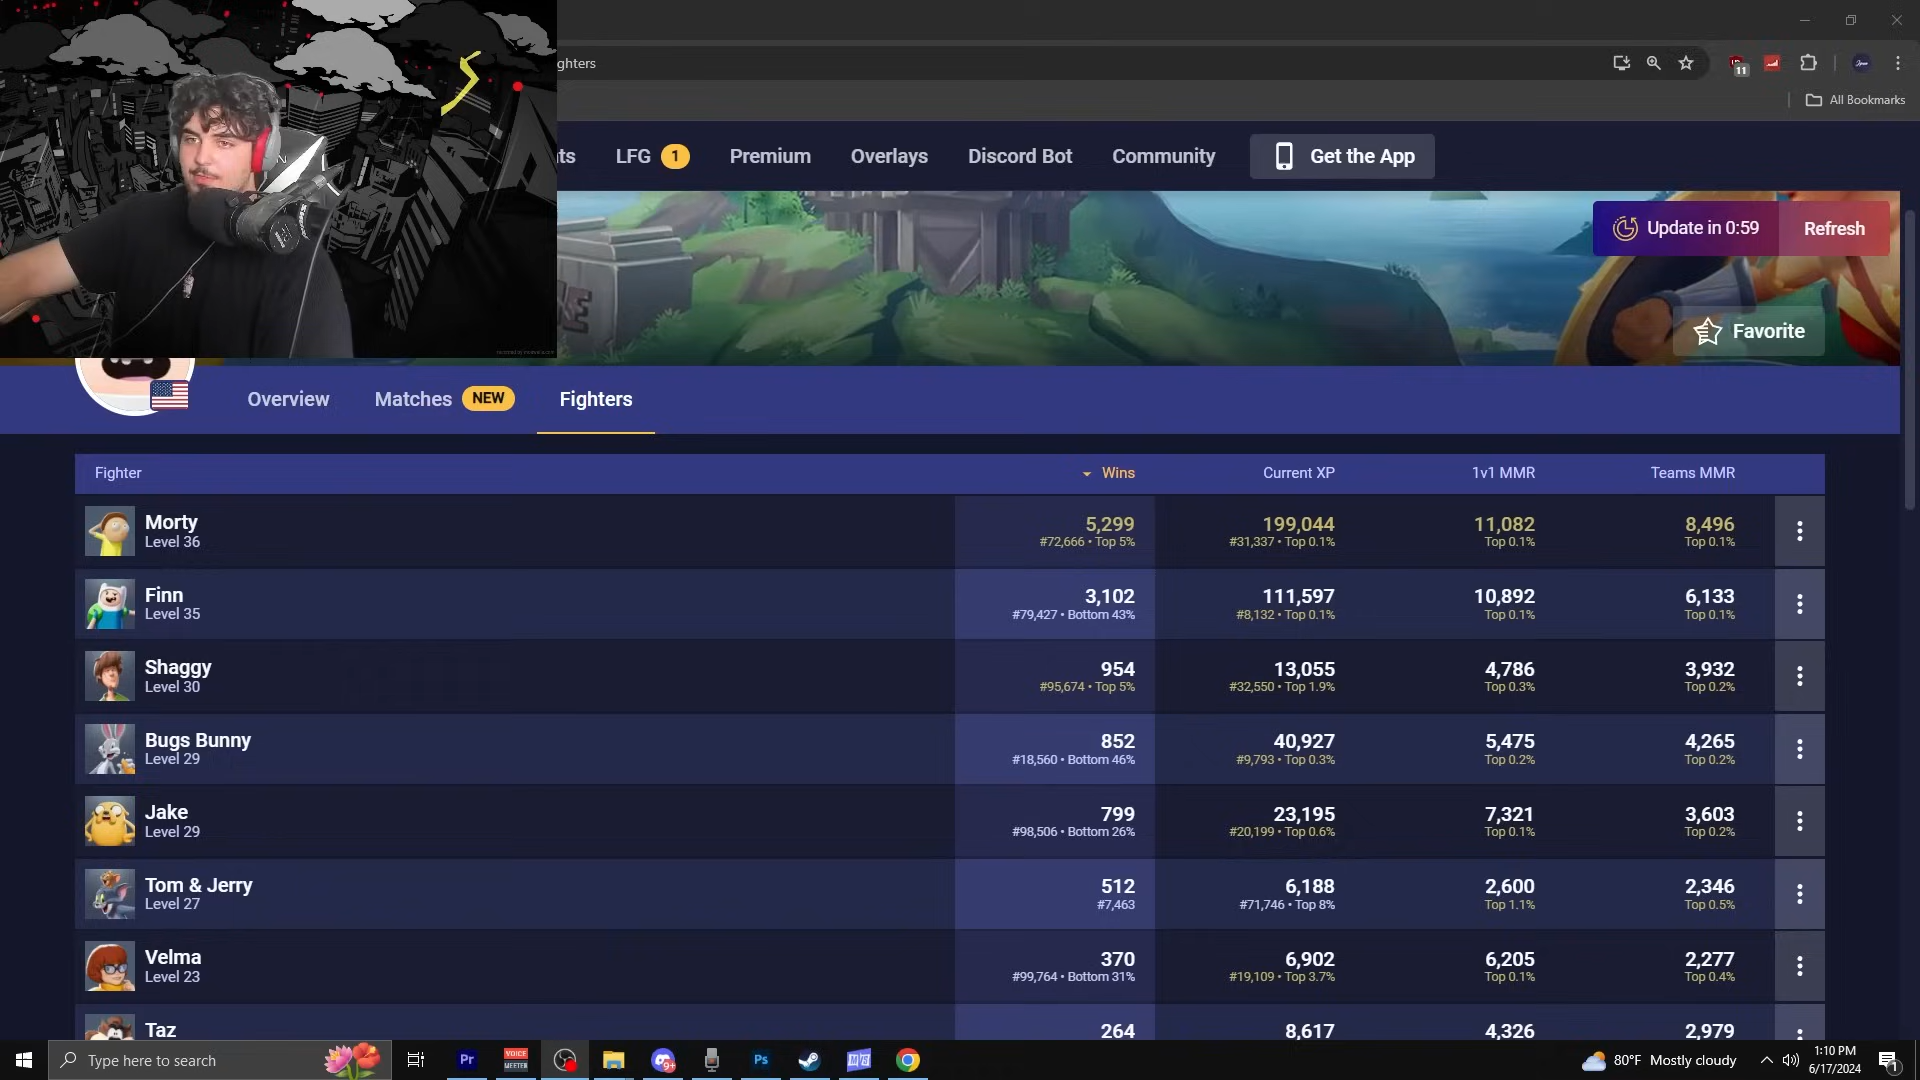 ghters
11
All Bookmarks
ts
LFG 1
Premium
Overlays
Discord Bot
Community
Get the App
Update in 0:59
Refresh
Favorite
Overview
Matches NEW
Fighters
Fighter Wins Current XP 1v1 MMR Teams MMR
Morty 5,299 199,044 11,082 8,496
Level 36 #72,666 • Top 5% #31,337 • Top 0.1% Top 0.1% Top 0.1%
Finn 3,102 111,597 10,892 6,133
Level 35 #79,427 • Bottom 43% #8,132 • Top 0.1% Top 0.1% Top 0.1%
Shaggy 954 13,055 4,786 3,932
Level 30 #95,674 • Top 5% #32,550 • Top 1.9% Top 0.3% Top 0.2%
Bugs Bunny 852 40,927 5,475 4,265
Level 29 #18,560 • Bottom 46% #9,793 • Top 0.3% Top 0.2% Top 0.2%
Jake 799 23,195 7,321 3,603
Level 29 #98,506 • Bottom 26% #20,199 • Top 0.6% Top 0.1% Top 0.2%
Tom & Jerry 512 6,188 2,600 2,346
Level 27 #7,463 #71,746 • Top 8% Top 1.1% Top 0.5%
Velma 370 6,902 6,205 2,277
Level 23 #99,764 • Bottom 31% #19,109 • Top 3.7% Top 0.1% Top 0.4%
Taz 264 8,617 4,326 2,979
Type here to search
Pr
VOICE
MEETER
9+
Ps
80°F Mostly cloudy
1:10 PM
6/17/2024
1